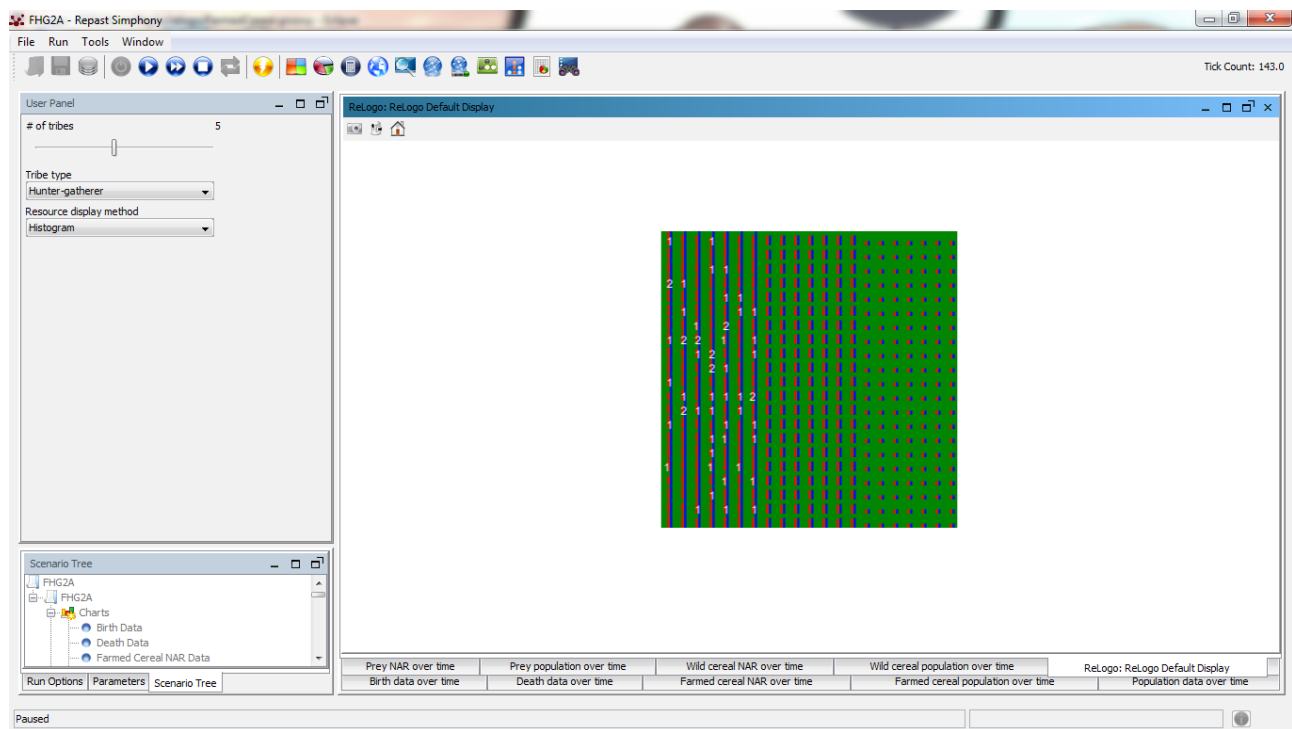 FHG2A - Repast Simphony
File Run Tools Window
Tick Count: 143.0
User Panel
# of tribes 5
Tribe type
Hunter-gatherer
Resource display method
Histogram
Scenario Tree
FHG2A
FHG2A
Charts
Birth Data
Death Data
Farmed Cereal NAR Data
Run Options Parameters Scenario Tree
ReLogo: ReLogo Default Display
1 1
1 1
2 1
1 1
1 1 1
1 2
1 2 2 1 1
1 2 1
2 1
1
1 1 1 1 2
2 1 1 1
1 1 1
1 1 1
1
1 1 1
1 1
1
1 1 1
Prey NAR over time Prey population over time Wild cereal NAR over time Wild cereal population over time ReLogo: ReLogo Default Display
Birth data over time Death data over time Farmed cereal NAR over time Farmed cereal population over time Population data over time
Paused